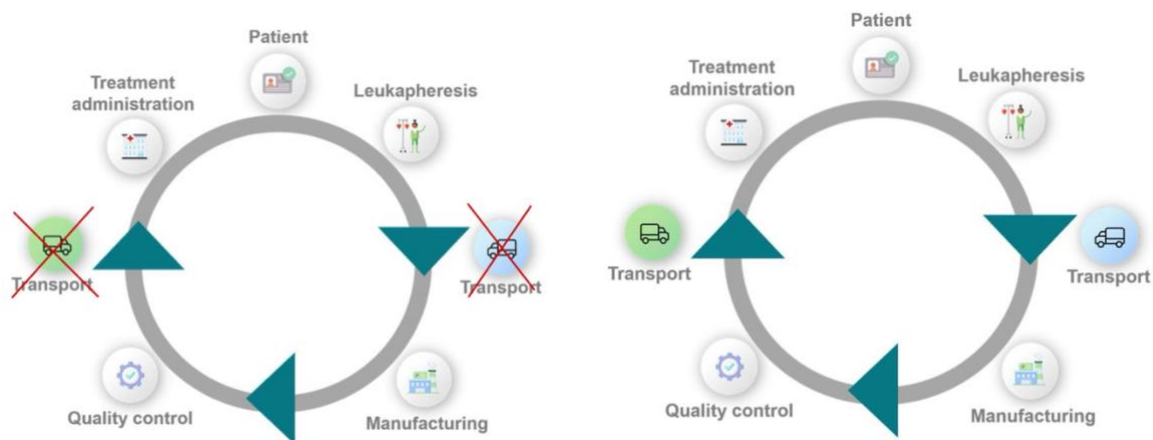 Patient
Treatment
administration
Leukapheresis
Transport
Transport
Quality control
Manufacturing
Patient
Treatment
administration
Leukapheresis
Transport
Transport
Quality control
Manufacturing